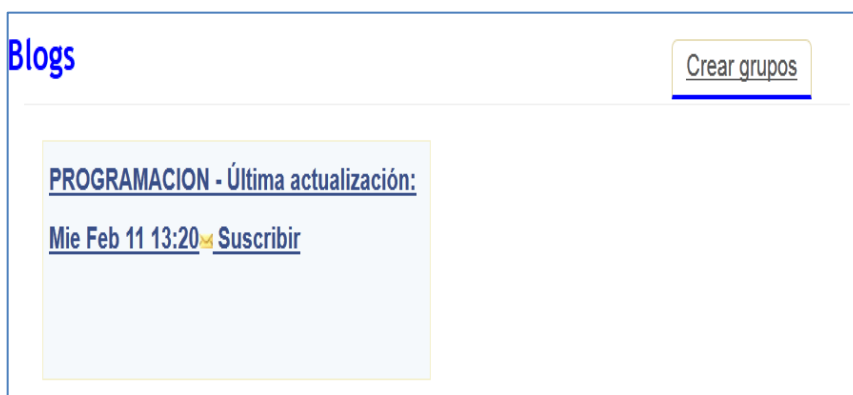 Blogs
Crear grupos
PROGRAMACION - Última actualización:
Mie Feb 11 13:20 Suscribir